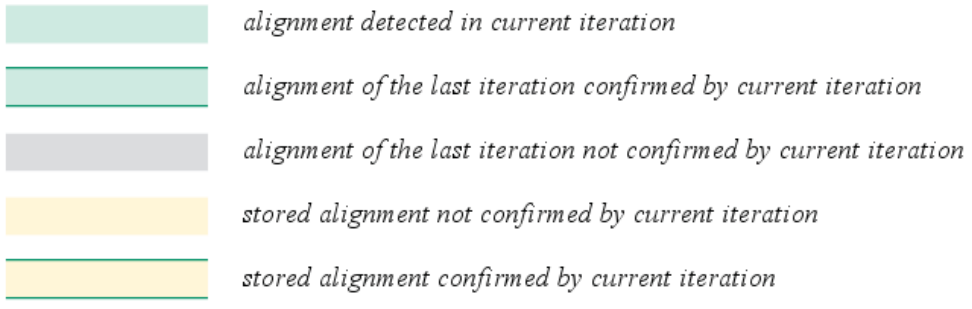 alignment detected in current iteration
alignment of the last iteration confirmed by current iteration
alignment of the last iteration not confirmed by current iteration
stored alignment not confirmed by current iteration
stored alignment confirmed by current iteration